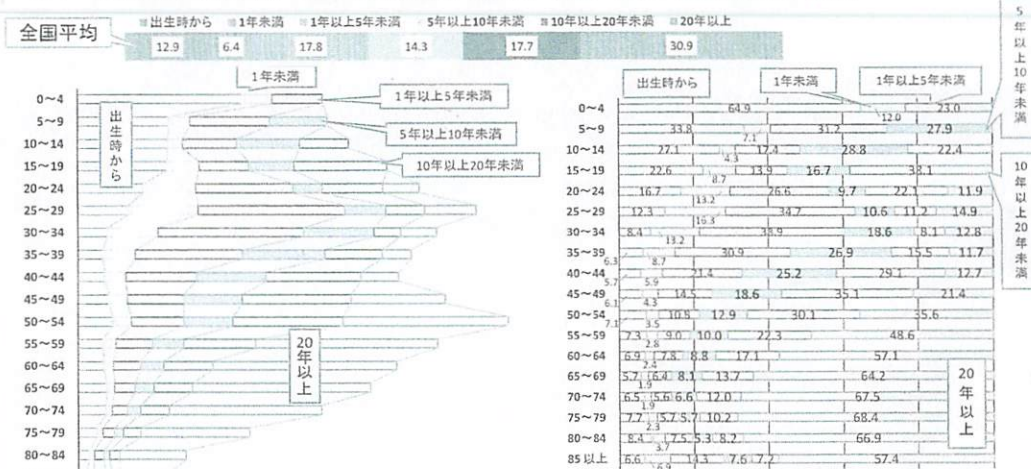 出生時から 1年未満 1年以上5年未満 5年以上10年未満 10年以上20年未満 20年以上
全国平均
12.9 6.4 17.8 14.3 17.7 30.9
1年未満
1年以上5年未満
5年以上10年未満
10年以上20年未満
出生時から
20年以上
0~4
5~9
10~14
15~19
20~24
25~29
30~34
35~39
40~44
45~49
50~54
55~59
60~64
65~69
70~74
75~79
80~84
出生時から 1年未満 1年以上5年未満
5年以上10年未満
10年以上20年未満
20年以上
0~4 64.9 12.0 23.0
5~9 33.8 7.1 31.2 27.9
10~14 27.1 4.3 17.4 28.8 22.4
15~19 22.6 8.7 13.9 16.7 38.1
20~24 16.7 13.2 26.6 9.7 22.1 11.9
25~29 12.3 16.3 34.7 10.6 11.2 14.9
30~34 8.4 13.2 18.6 8.1 12.8
35~39 6.3 8.7 30.9 26.9 15.5 11.7
40~44 5.7 5.9 21.4 25.2 29.1 12.7
45~49 6.1 4.3 14.5 18.6 35.1 21.4
50~54 7.1 3.5 10.8 12.9 30.1 35.6
55~59 7.3 2.8 9.0 10.0 22.3 48.6
60~64 6.9 2.4 7.8 8.8 17.1 57.1
65~69 5.7 1.9 6.4 8.1 13.7 64.2
70~74 6.5 1.9 5.6 6.6 12.0 67.5
75~79 7.7 2.3 5.7 5.7 10.2 68.4
80~84 8.4 3.7 7.5 5.3 8.2 66.9
85以上 6.6 6.9 14.3 7.6 7.2 57.4